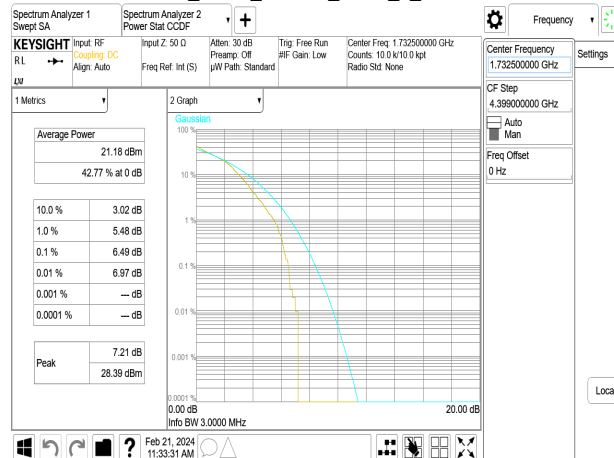 Spectrum Analyzer 1
Swept SA
Spectrum Analyzer 2
Power Stat CCDF
Frequency
KEYSIGHT
RL
LXI
Input: RF
Coupling: DC
Align: Auto
Input Z: 50 Ω
Freq Ref: Int (S)
Atten: 30 dB
Preamp: Off
µW Path: Standard
Trig: Free Run
#IF Gain: Low
Center Freq: 1.732500000 GHz
Counts: 10.0 k/10.0 kpt
Radio Std: None
Center Frequency
1.732500000 GHz
Settings
CF Step
4.399000000 GHz
Auto
Man
Freq Offset
0 Hz
1 Metrics
Average Power
21.18 dBm
42.77 % at 0 dB
10.0 % 3.02 dB
1.0 % 5.48 dB
0.1 % 6.49 dB
0.01 % 6.97 dB
0.001 % --- dB
0.0001 % --- dB
Peak
7.21 dB
28.39 dBm
2 Graph
Gaussian
100 %
10 %
1 %
0.1 %
0.01 %
0.001 %
0.0001 %
0.00 dB 20.00 dB
Info BW 3.0000 MHz
Loca
?
Feb 21, 2024
11:33:31 AM